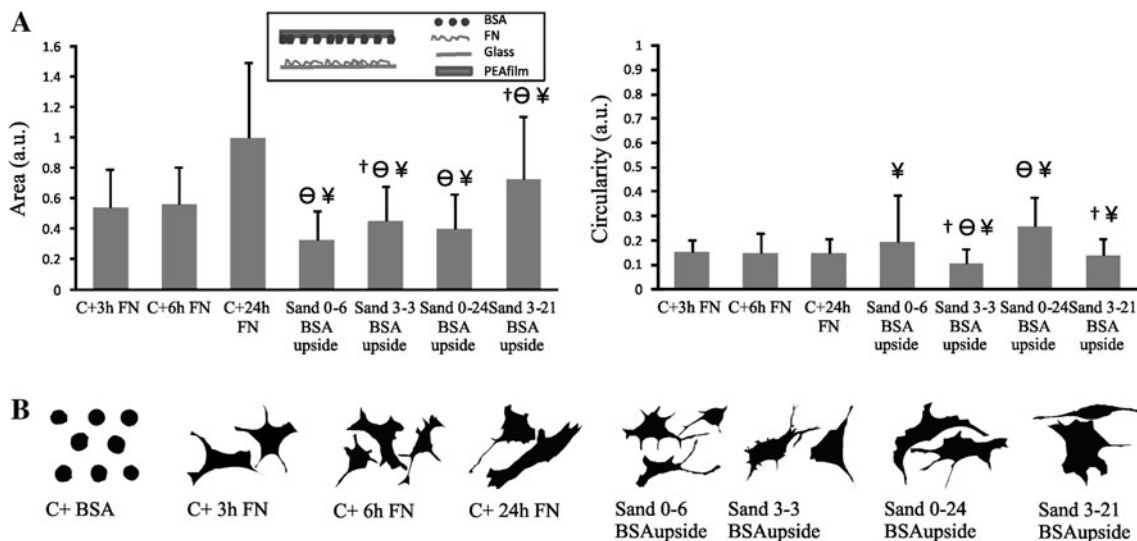 A
BSA
FN
Glass
PEAfilm
Area (a.u.)
1.6
1.4
1.2
1
0.8
0.6
0.4
0.2
0
† ϴ ¥
ϴ ¥
† ϴ ¥
ϴ ¥
C+3h FN
C+6h FN
C+24h
FN
Sand 0-6
BSA
upside
Sand 3-3
BSA
upside
Sand 0-24
BSA
upside
Sand 3-21
BSA
upside
Circularity (a.u.)
1
0.9
0.8
0.7
0.6
0.5
0.4
0.3
0.2
0.1
0
¥
† ϴ ¥
ϴ ¥
† ¥
C+3h FN
C+6h FN
C+24h
FN
Sand 0-6
BSA
upside
Sand 3-3
BSA
upside
Sand 0-24
BSA
upside
Sand 3-21
BSA
upside
B
C+ BSA
C+ 3h FN
C+ 6h FN
C+ 24h FN
Sand 0-6
BSAupside
Sand 3-3
BSAupside
Sand 0-24
BSAupside
Sand 3-21
BSAupside